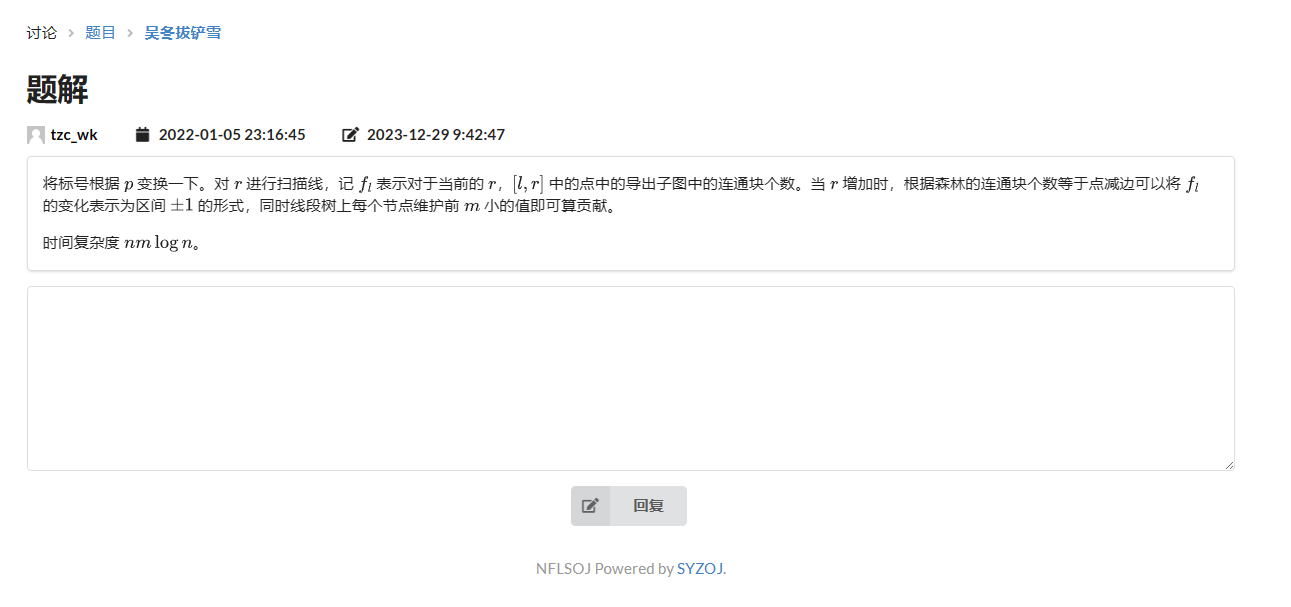 讨论 > 题目 > 吴冬拔铲雪
题解
tzc_wk 2022-01-05 23:16:45 2023-12-29 9:42:47
将标号根据 p 变换一下。对 r 进行扫描线，记 f_l 表示对于当前的 r，[l, r] 中的点中的导出子图中的连通块个数。当 r 增加时，根据森林的连通块个数等于点减边可以将 f_l
的变化表示为区间 ±1 的形式，同时线段树上每个节点维护前 m 小的值即可算贡献。
时间复杂度 nm log n。
回复
NFLSOJ Powered by SYZOJ.